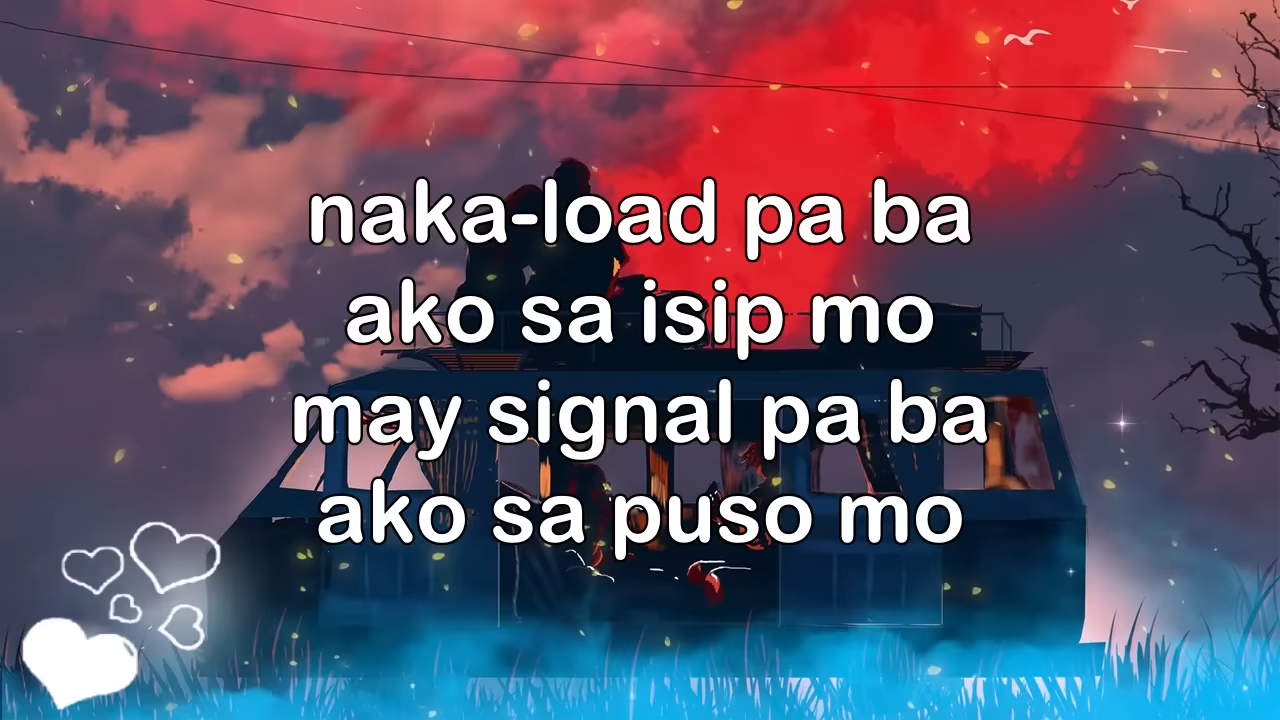 naka-load pa ba
ako sa isip mo
may signal pa ba
ako sa puso mo